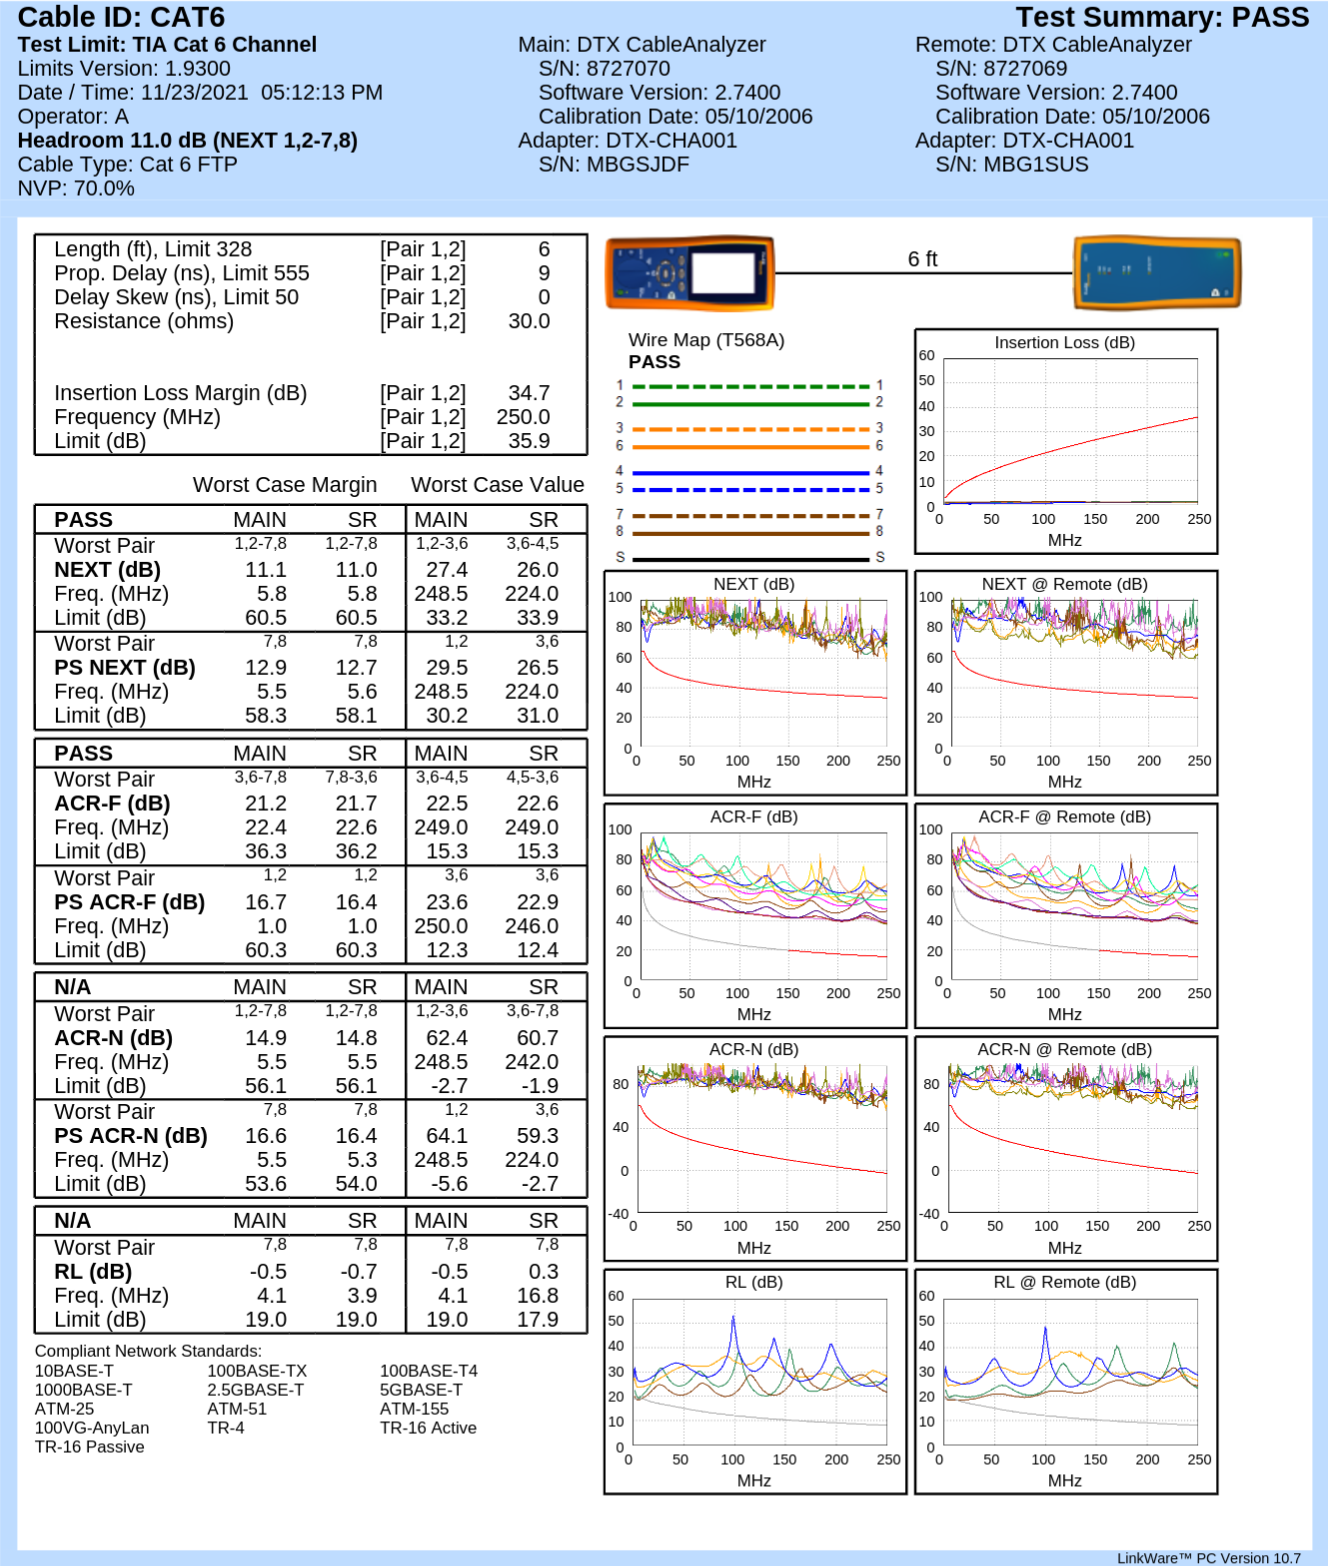 Cable ID: CAT6
Test Summary: PASS
Test Limit: TIA Cat 6 Channel
Limits Version: 1.9300
Date / Time: 11/23/2021  05:12:13 PM
Operator: A
Headroom 11.0 dB (NEXT 1,2-7,8)
Cable Type: Cat 6 FTP
NVP: 70.0%
Main: DTX CableAnalyzer
S/N: 8727070
Software Version: 2.7400
Calibration Date: 05/10/2006
Adapter: DTX-CHA001
S/N: MBGSJDF
Remote: DTX CableAnalyzer
S/N: 8727069
Software Version: 2.7400
Calibration Date: 05/10/2006
Adapter: DTX-CHA001
S/N: MBG1SUS
Length (ft), Limit 328 [Pair 1,2] 6
Prop. Delay (ns), Limit 555 [Pair 1,2] 9
Delay Skew (ns), Limit 50 [Pair 1,2] 0
Resistance (ohms) [Pair 1,2] 30.0
Insertion Loss Margin (dB) [Pair 1,2] 34.7
Frequency (MHz) [Pair 1,2] 250.0
Limit (dB) [Pair 1,2] 35.9
Worst Case Margin Worst Case Value
PASS MAIN SR MAIN SR
Worst Pair 1,2-7,8 1,2-7,8 1,2-3,6 3,6-4,5
NEXT (dB) 11.1 11.0 27.4 26.0
Freq. (MHz) 5.8 5.8 248.5 224.0
Limit (dB) 60.5 60.5 33.2 33.9
Worst Pair 7,8 7,8 1,2 3,6
PS NEXT (dB) 12.9 12.7 29.5 26.5
Freq. (MHz) 5.5 5.6 248.5 224.0
Limit (dB) 58.3 58.1 30.2 31.0
PASS MAIN SR MAIN SR
Worst Pair 3,6-7,8 7,8-3,6 3,6-4,5 4,5-3,6
ACR-F (dB) 21.2 21.7 22.5 22.6
Freq. (MHz) 22.4 22.6 249.0 249.0
Limit (dB) 36.3 36.2 15.3 15.3
Worst Pair 1,2 1,2 3,6 3,6
PS ACR-F (dB) 16.7 16.4 23.6 22.9
Freq. (MHz) 1.0 1.0 250.0 246.0
Limit (dB) 60.3 60.3 12.3 12.4
N/A MAIN SR MAIN SR
Worst Pair 1,2-7,8 1,2-7,8 1,2-3,6 3,6-7,8
ACR-N (dB) 14.9 14.8 62.4 60.7
Freq. (MHz) 5.5 5.5 248.5 242.0
Limit (dB) 56.1 56.1 -2.7 -1.9
Worst Pair 7,8 7,8 1,2 3,6
PS ACR-N (dB) 16.6 16.4 64.1 59.3
Freq. (MHz) 5.5 5.3 248.5 224.0
Limit (dB) 53.6 54.0 -5.6 -2.7
N/A MAIN SR MAIN SR
Worst Pair 7,8 7,8 7,8 7,8
RL (dB) -0.5 -0.7 -0.5 0.3
Freq. (MHz) 4.1 3.9 4.1 16.8
Limit (dB) 19.0 19.0 19.0 17.9
Compliant Network Standards:
10BASE-T 100BASE-TX 100BASE-T4
1000BASE-T 2.5GBASE-T 5GBASE-T
ATM-25 ATM-51 ATM-155
100VG-AnyLan TR-4 TR-16 Active
TR-16 Passive
6 ft
Wire Map (T568A)
PASS
1 1
2 2
3 3
6 6
4 4
5 5
7 7
8 8
S S
Insertion Loss (dB)
60
50
40
30
20
10
0
0 50 100 150 200 250
MHz
NEXT (dB)
100
80
60
40
20
0
0 50 100 150 200 250
MHz
NEXT @ Remote (dB)
100
80
60
40
20
0
0 50 100 150 200 250
MHz
ACR-F (dB)
100
80
60
40
20
0
0 50 100 150 200 250
MHz
ACR-F @ Remote (dB)
100
80
60
40
20
0
0 50 100 150 200 250
MHz
ACR-N (dB)
80
40
0
-40
0 50 100 150 200 250
MHz
ACR-N @ Remote (dB)
80
40
0
-40
0 50 100 150 200 250
MHz
RL (dB)
60
50
40
30
20
10
0
0 50 100 150 200 250
MHz
RL @ Remote (dB)
60
50
40
30
20
10
0
0 50 100 150 200 250
MHz
LinkWare™ PC Version 10.7